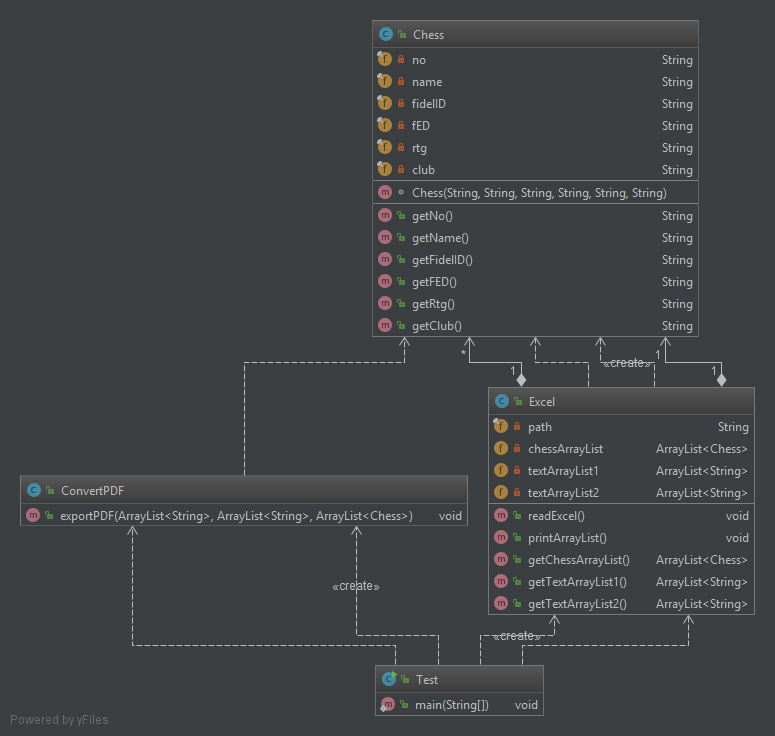 Chess
no String
name String
fideIID String
fED String
rtg String
club String
Chess(String, String, String, String, String, String)
getNo() String
getName() String
getFideIID() String
getFED() String
getRtg() String
getClub() String
* 1 «create» 1 1
Excel
path String
chessArrayList ArrayList<Chess>
textArrayList1 ArrayList<String>
textArrayList2 ArrayList<String>
readExcel() void
printArrayList() void
getChessArrayList() ArrayList<Chess>
getTextArrayList1() ArrayList<String>
getTextArrayList2() ArrayList<String>
ConvertPDF
exportPDF(ArrayList<String>, ArrayList<String>, ArrayList<Chess>) void
«create»
«create»
Test
main(String[]) void
Powered by yFiles